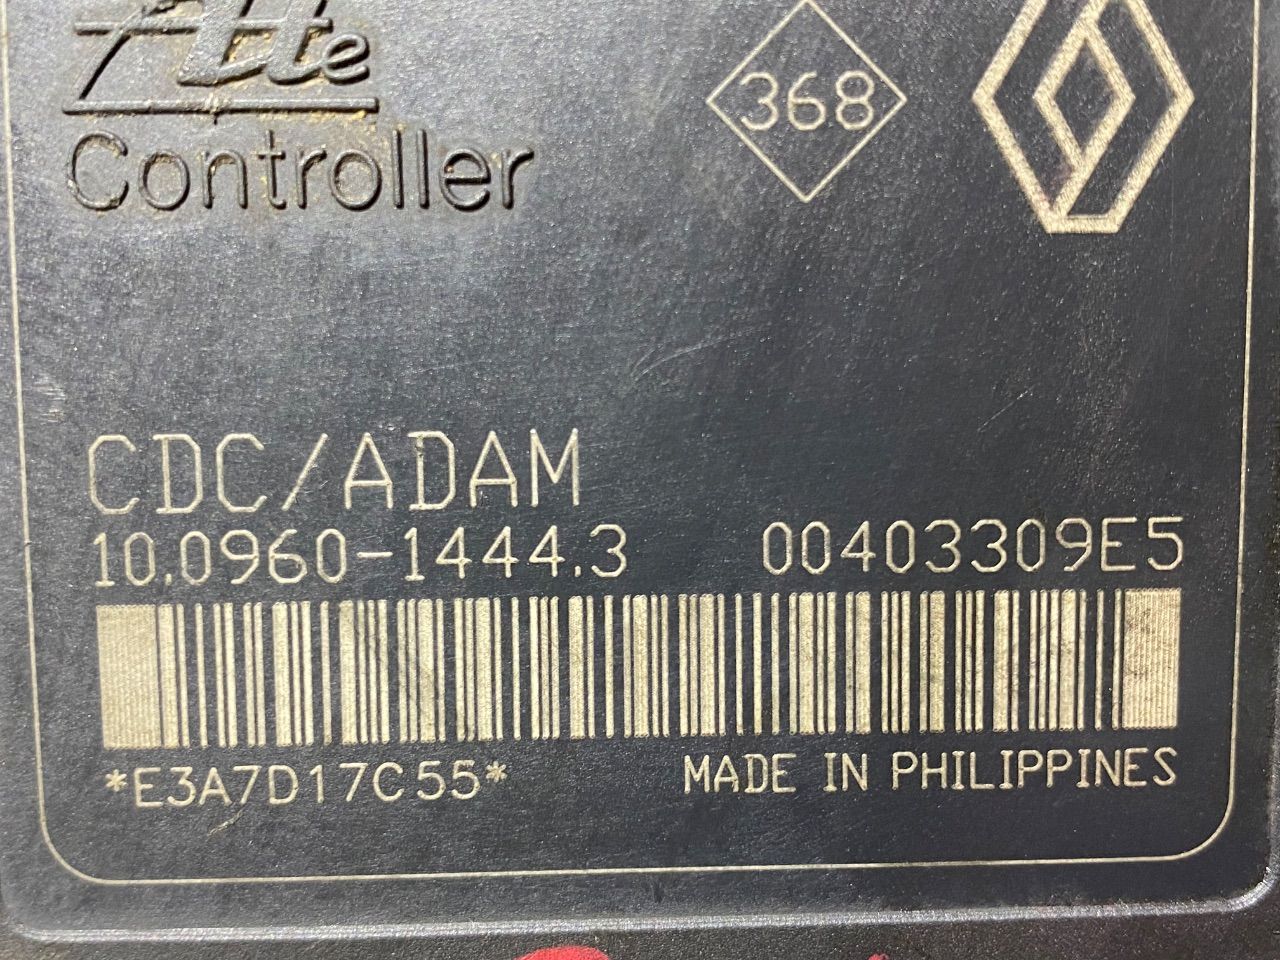 Ate
Controller
368
CDC/ADAM
10.0960-1444.3 00403309E5
*E3A7D17C55* MADE IN PHILIPPINES